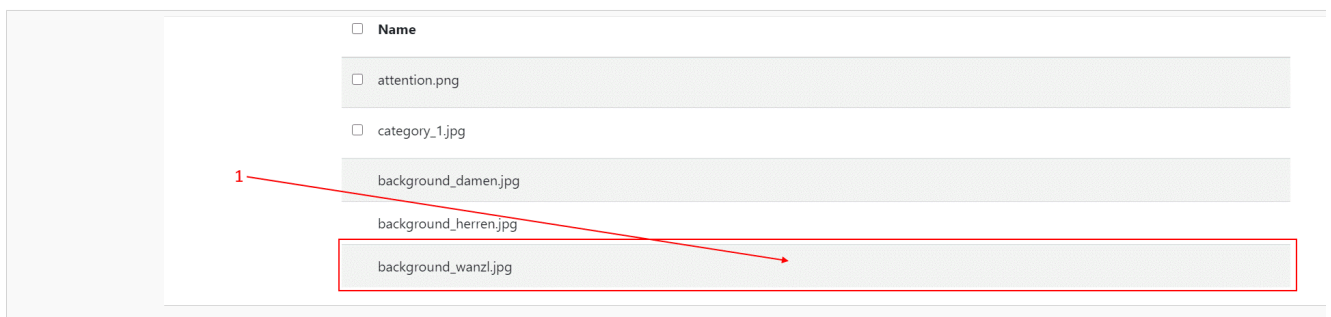 Name
attention.png
category_1.jpg
background_damen.jpg
1
background_herren.jpg
background_wanzl.jpg